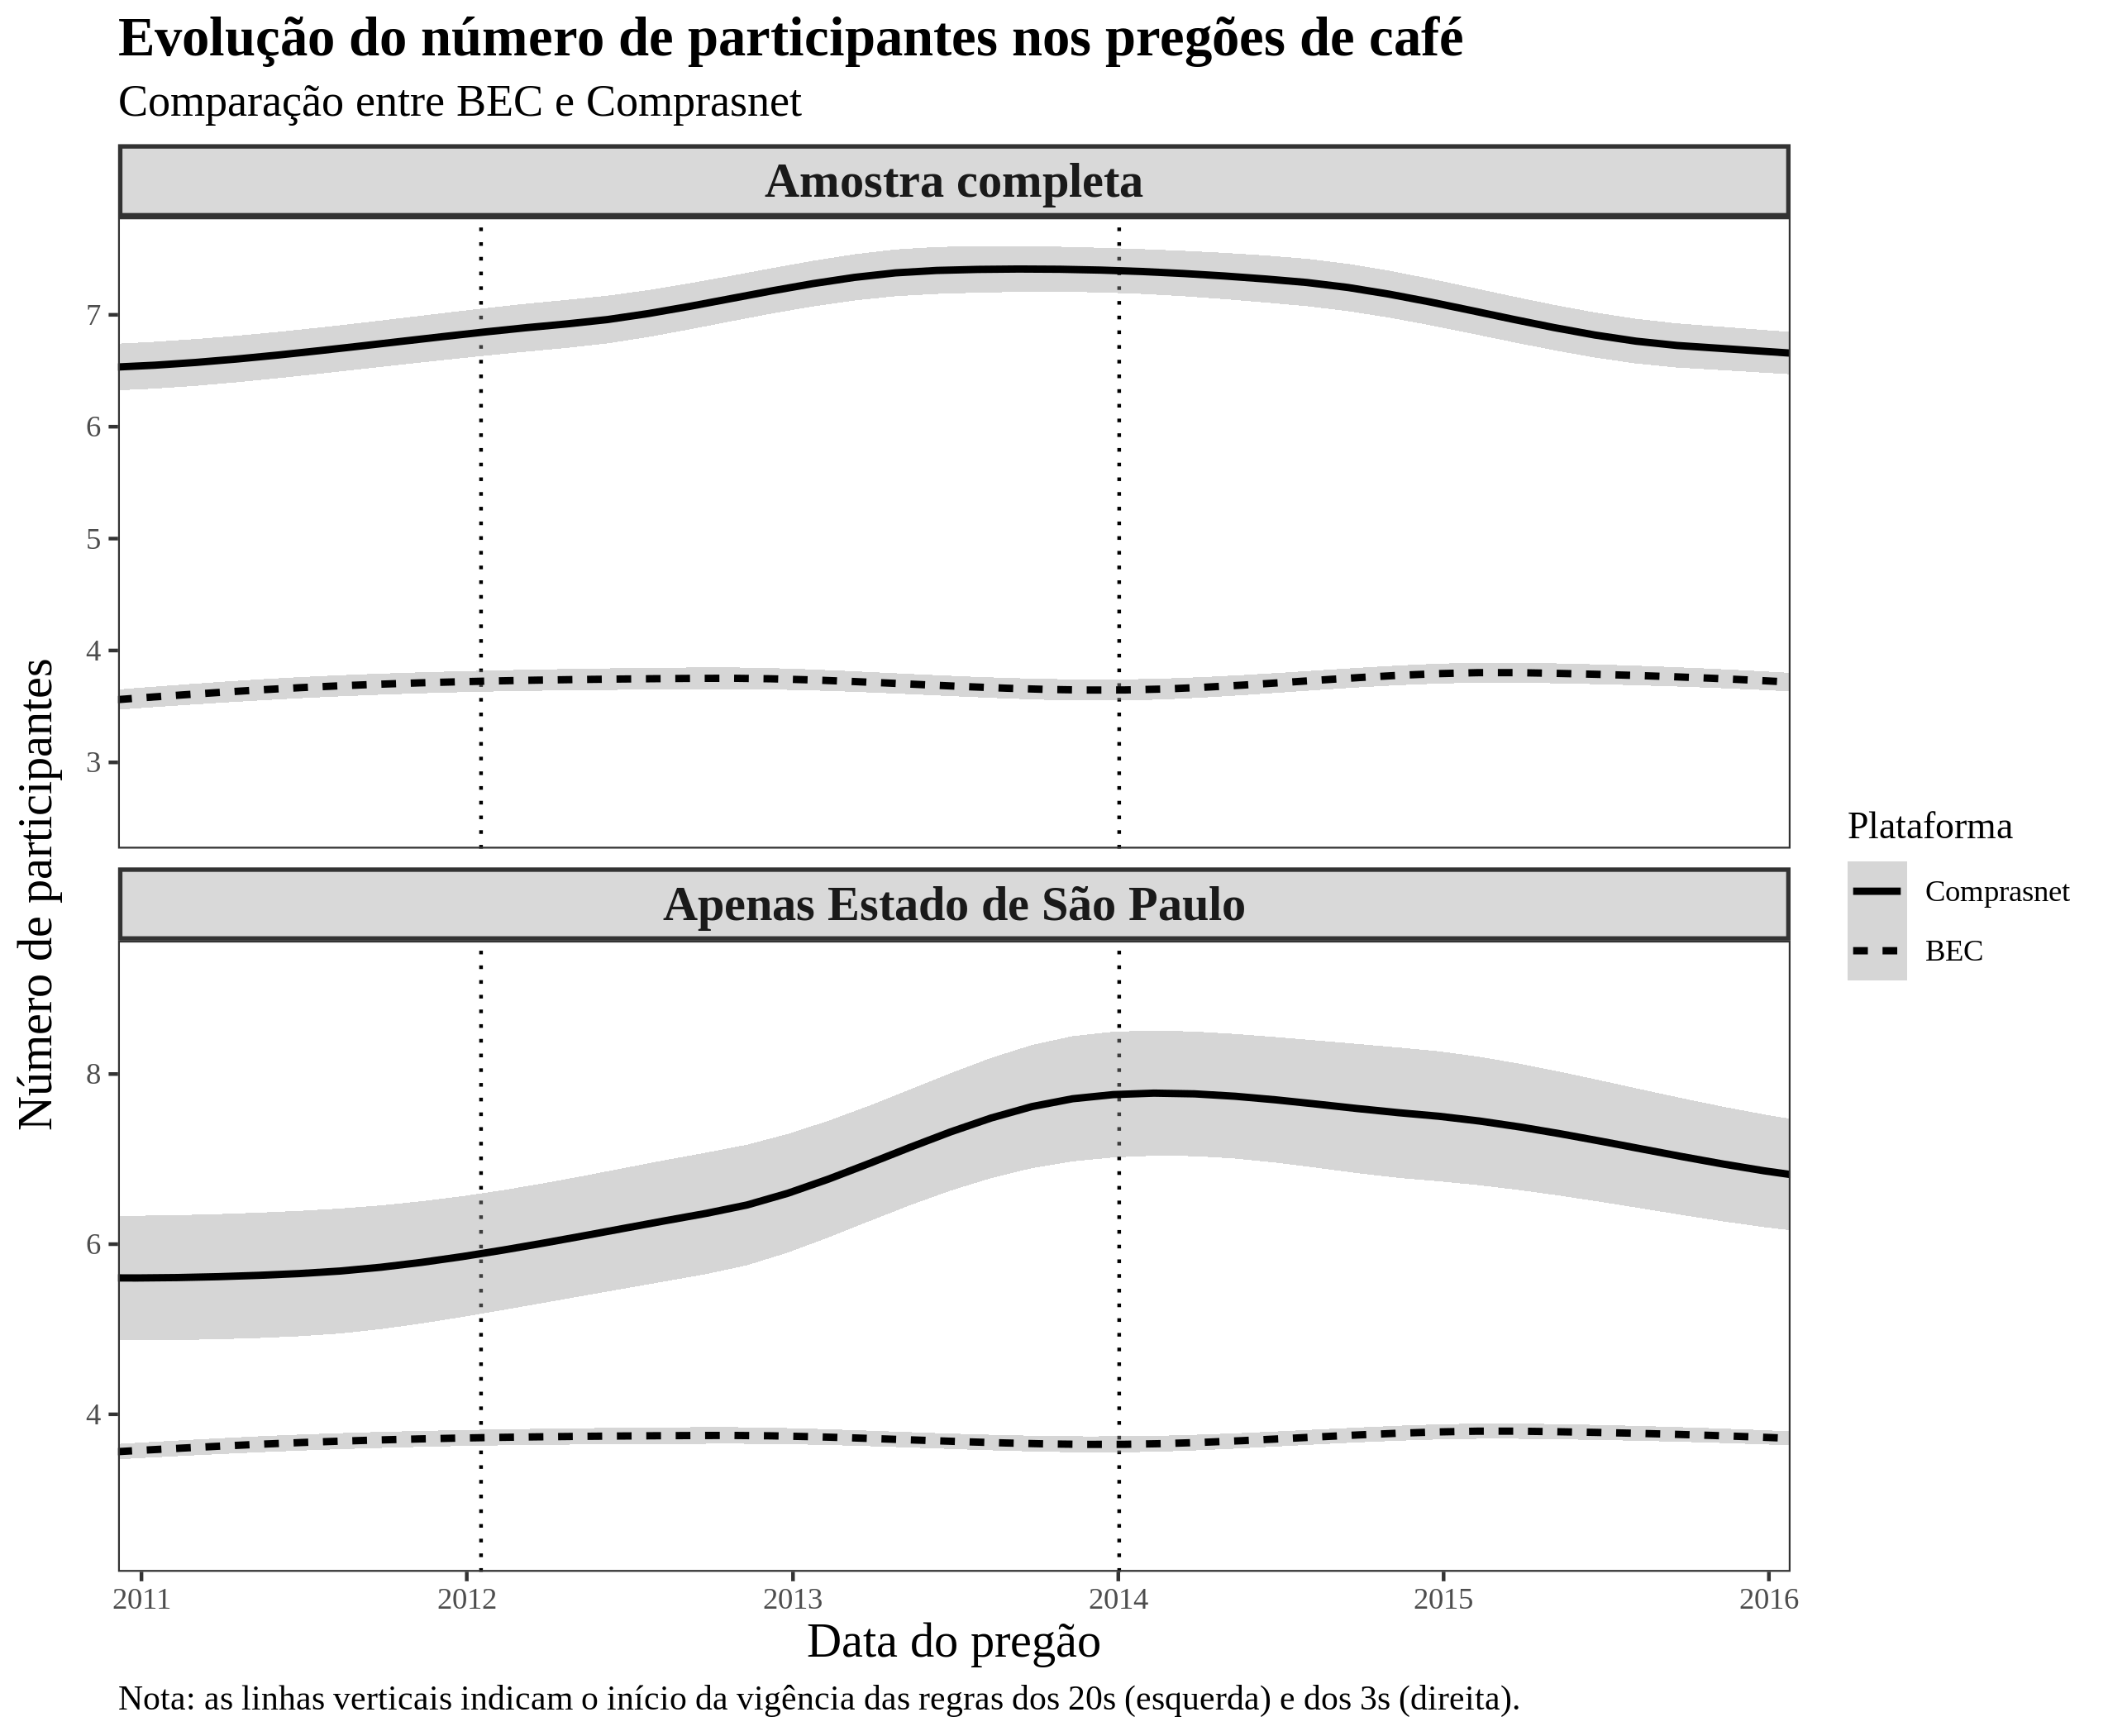 Evolução do número de participantes nos pregões de café
Comparação entre BEC e Comprasnet
Amostra completa
7
6
5
4
3
Número de participantes
Apenas Estado de São Paulo
8
6
4
2011
2012
2013
2014
2015
2016
Data do pregão
Plataforma
Comprasnet
BEC
Nota: as linhas verticais indicam o início da vigência das regras dos 20s (esquerda) e dos 3s (direita).